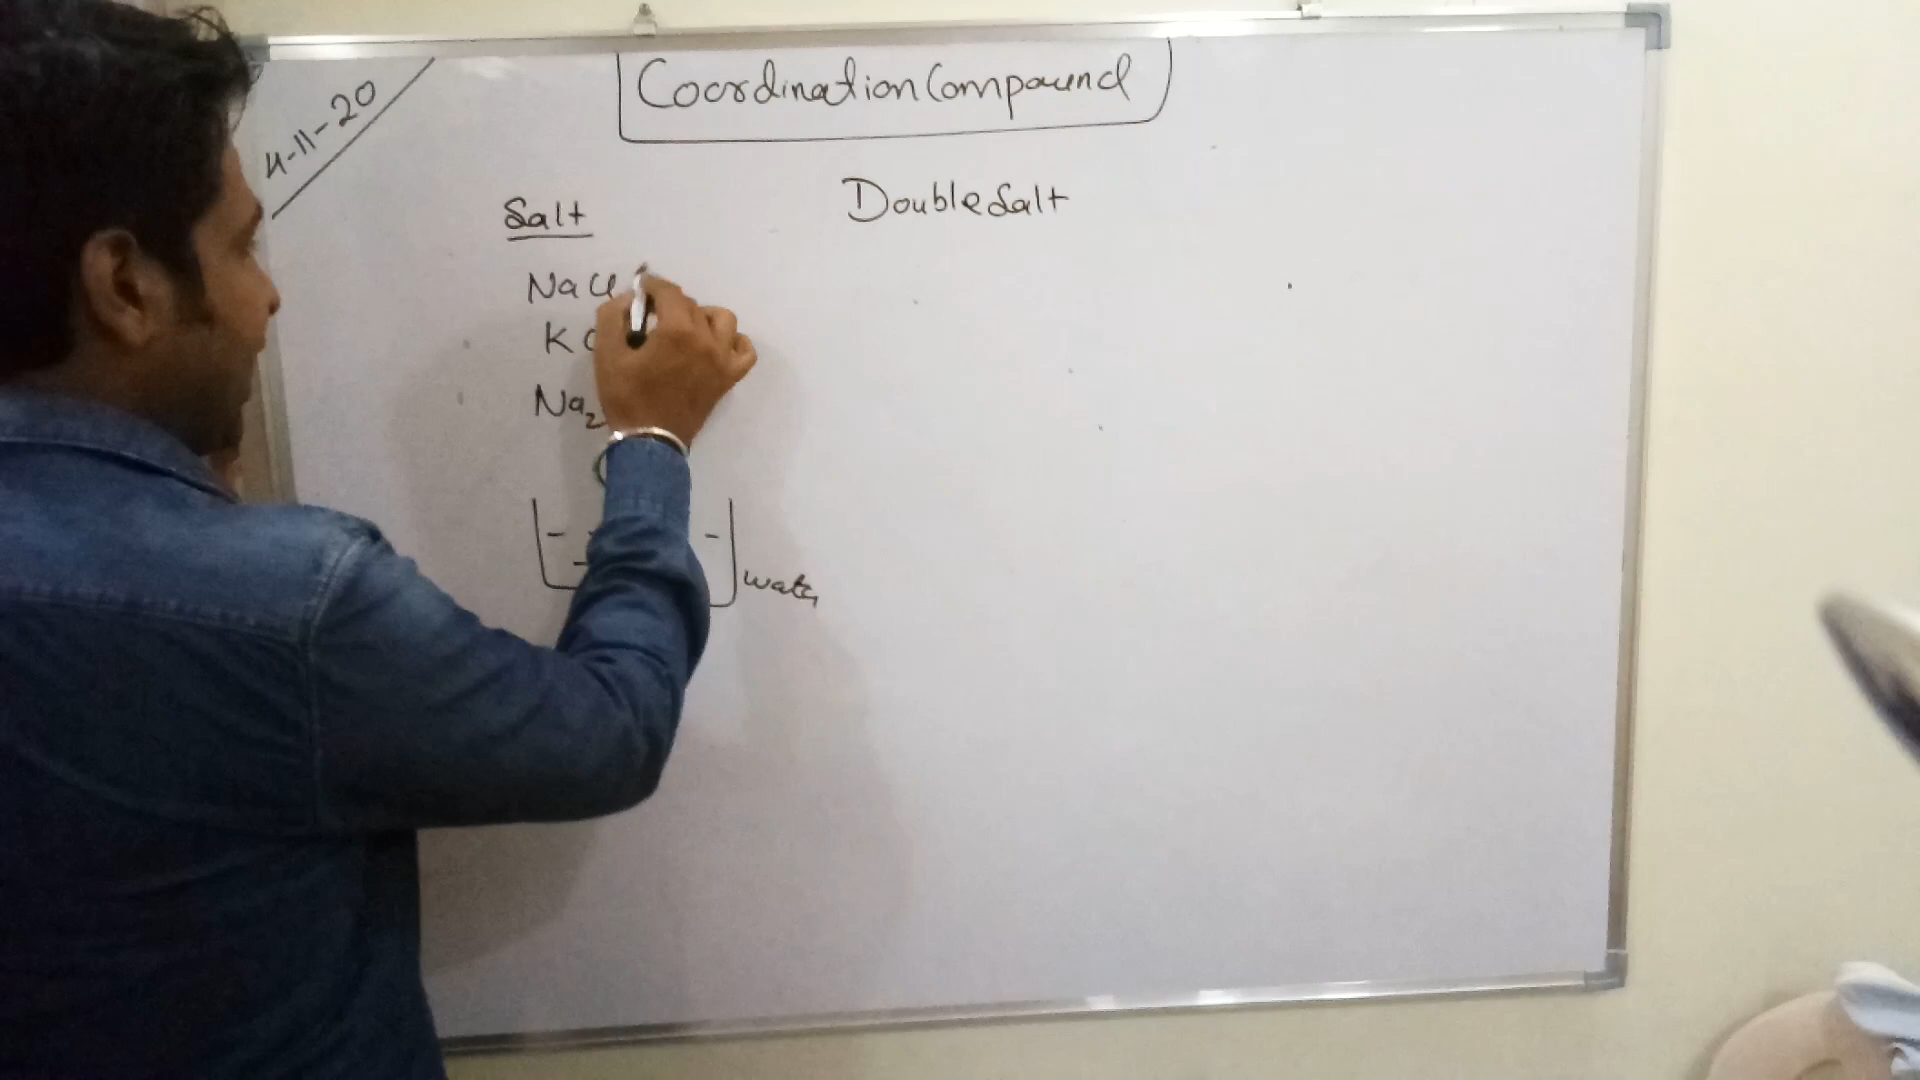 4-11-20
Coordination Compound
Salt
Double Salt
NaCl
K
Na2
water